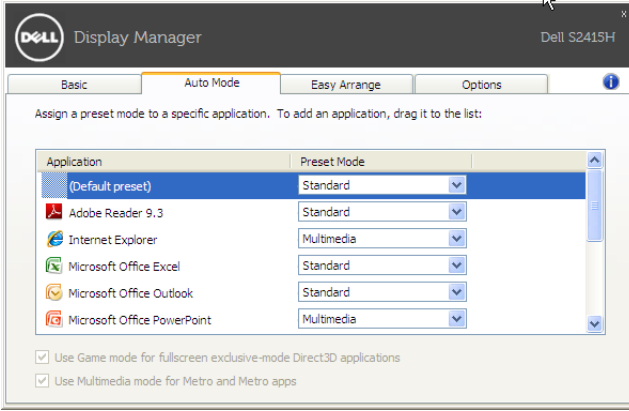 DELL Display Manager Dell S2415H
x
Basic Auto Mode Easy Arrange Options i
Assign a preset mode to a specific application. To add an application, drag it to the list:
Application Preset Mode
(Default preset) Standard
Adobe Reader 9.3 Standard
Internet Explorer Multimedia
Microsoft Office Excel Standard
Microsoft Office Outlook Standard
Microsoft Office PowerPoint Multimedia
Use Game mode for fullscreen exclusive-mode Direct3D applications
Use Multimedia mode for Metro and Metro apps